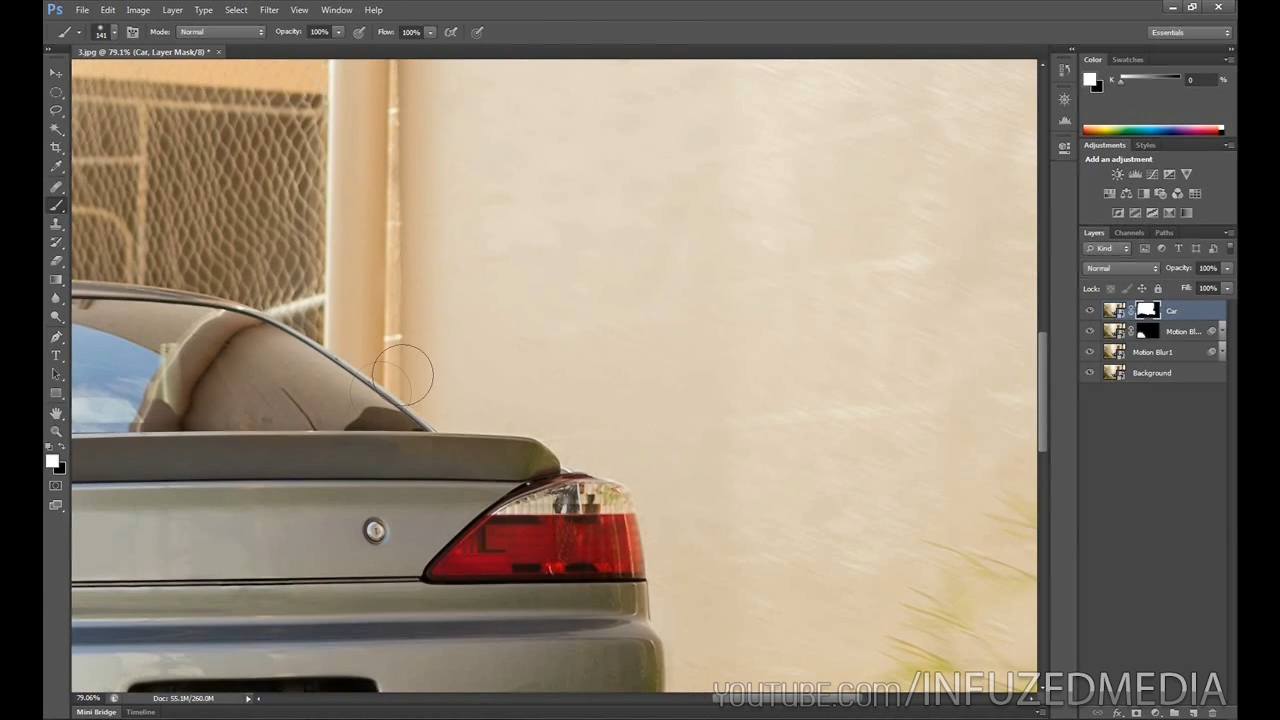 Ps File Edit Image Layer Type Select Filter View Window Help
141 Mode: Normal Opacity: 100% Flow: 100% Essentials
3.jpg @ 79.1% (Car, Layer Mask/8) * ×
Color Swatches
K 0 %
Adjustments Styles
Add an adjustment
Layers Channels Paths
Kind
Normal Opacity: 100%
Lock: Fill: 100%
Car
Motion Bl...
Motion Blur1
Background
79.06% Doc: 55.1M/260.0M
YOUTUBE.COM/INFUZEDMEDIA
Mini Bridge Timeline